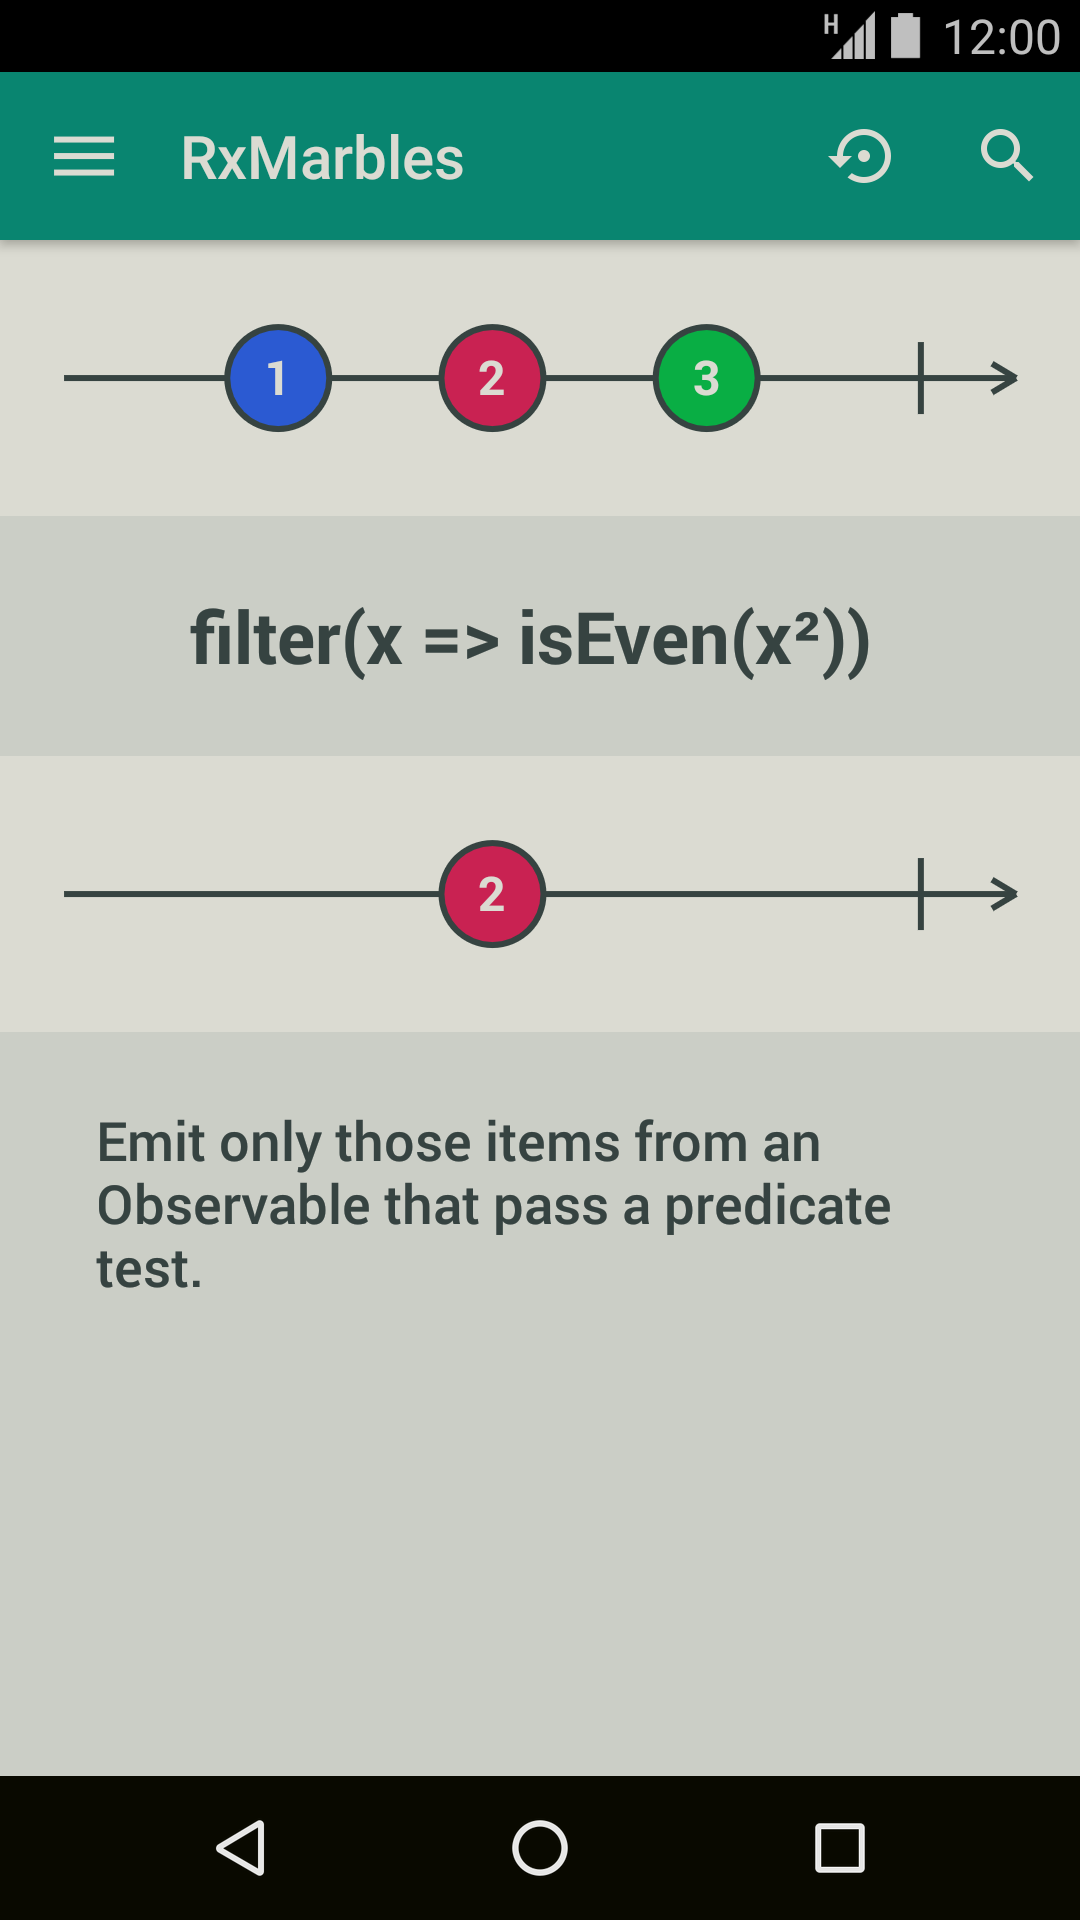 H 12:00
RxMarbles
1 2 3
filter(x => isEven(x²))
2
Emit only those items from an
Observable that pass a predicate
test.